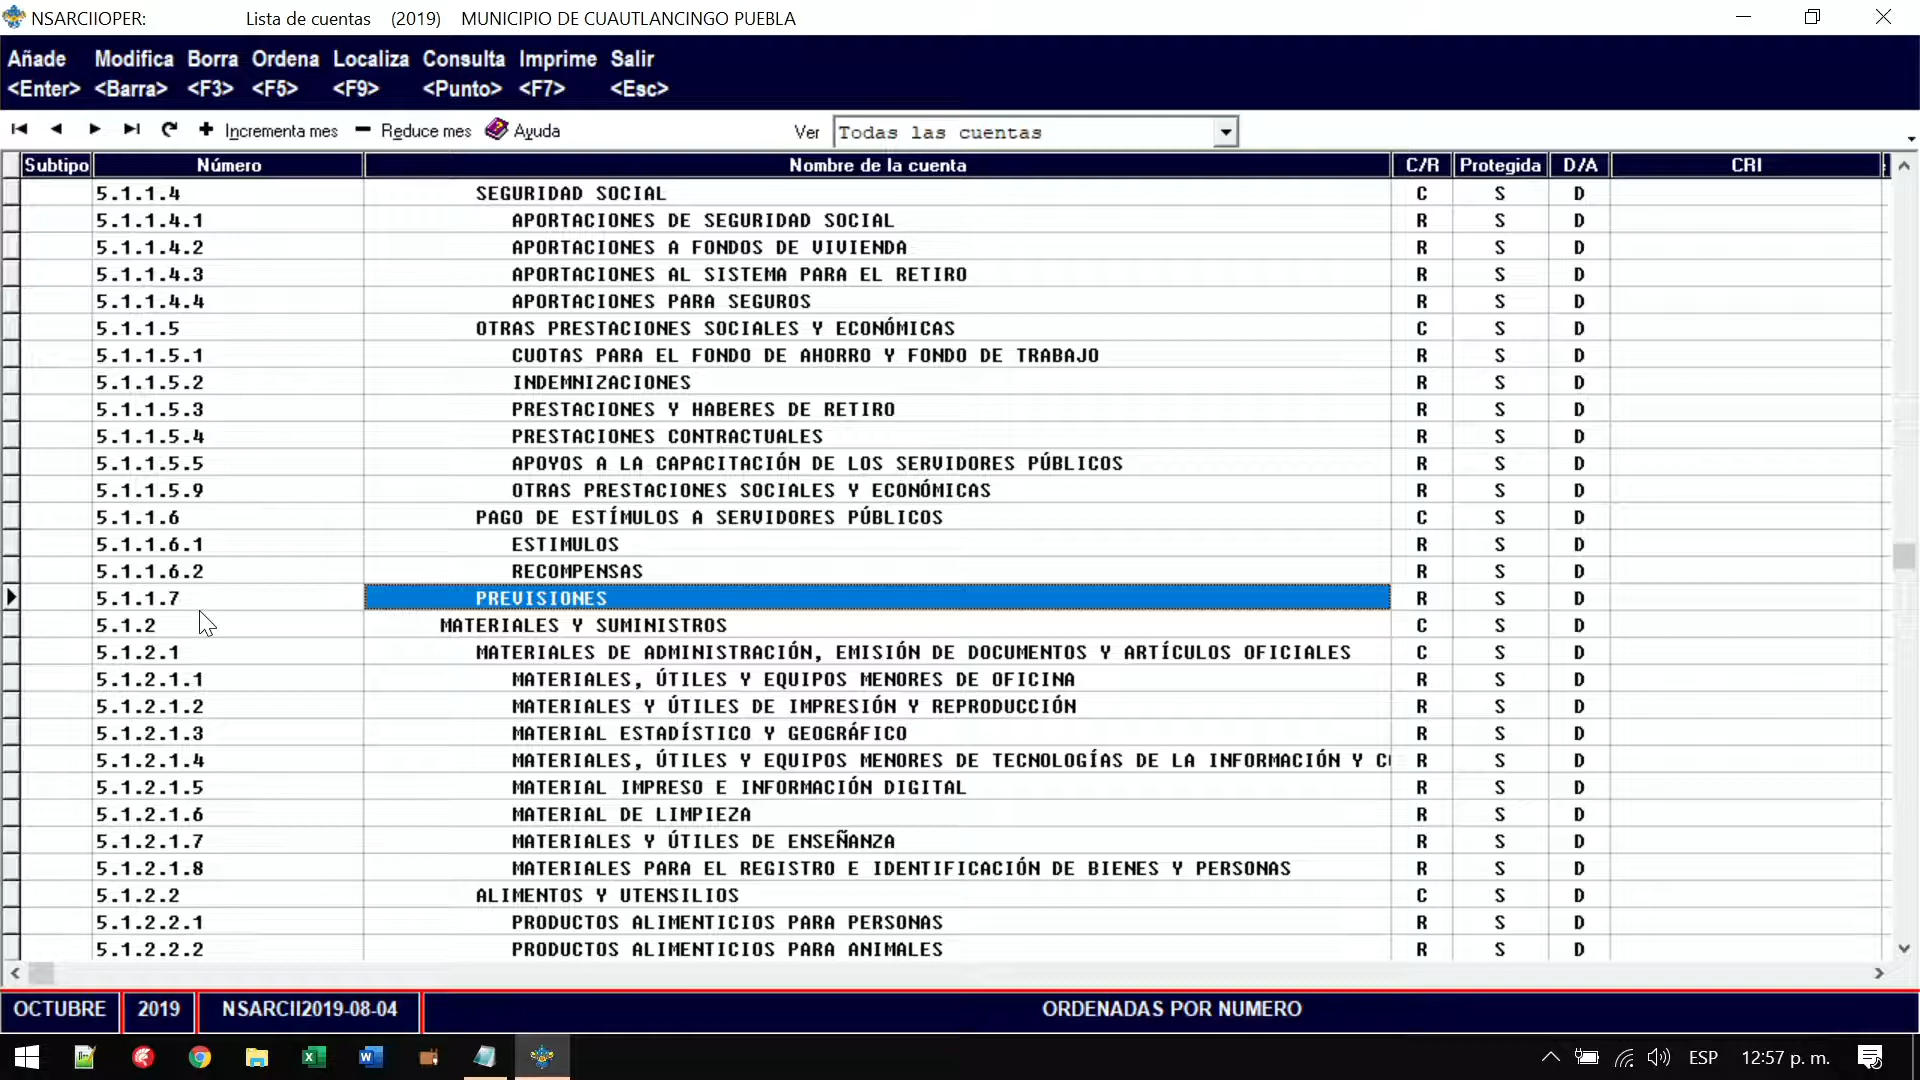 NSARCIIOPER: Lista de cuentas (2019) MUNICIPIO DE CUAUTLANCINGO PUEBLA
Añade Modifica Borra Ordena Localiza Consulta Imprime Salir
<Enter> <Barra> <F3> <F5> <F9> <Punto> <F7> <Esc>
Incrementa mes Reduce mes Ayuda Ver Todas las cuentas
Subtipo Número Nombre de la cuenta C/R Protegida D/A CRI
5.1.1.4 SEGURIDAD SOCIAL C S D
5.1.1.4.1 APORTACIONES DE SEGURIDAD SOCIAL R S D
5.1.1.4.2 APORTACIONES A FONDOS DE VIVIENDA R S D
5.1.1.4.3 APORTACIONES AL SISTEMA PARA EL RETIRO R S D
5.1.1.4.4 APORTACIONES PARA SEGUROS R S D
5.1.1.5 OTRAS PRESTACIONES SOCIALES Y ECONÓMICAS C S D
5.1.1.5.1 CUOTAS PARA EL FONDO DE AHORRO Y FONDO DE TRABAJO R S D
5.1.1.5.2 INDEMNIZACIONES R S D
5.1.1.5.3 PRESTACIONES Y HABERES DE RETIRO R S D
5.1.1.5.4 PRESTACIONES CONTRACTUALES R S D
5.1.1.5.5 APOYOS A LA CAPACITACIÓN DE LOS SERVIDORES PÚBLICOS R S D
5.1.1.5.9 OTRAS PRESTACIONES SOCIALES Y ECONÓMICAS R S D
5.1.1.6 PAGO DE ESTÍMULOS A SERVIDORES PÚBLICOS C S D
5.1.1.6.1 ESTIMULOS R S D
5.1.1.6.2 RECOMPENSAS R S D
5.1.1.7 PREVISIONES R S D
5.1.2 MATERIALES Y SUMINISTROS C S D
5.1.2.1 MATERIALES DE ADMINISTRACIÓN, EMISIÓN DE DOCUMENTOS Y ARTÍCULOS OFICIALES C S D
5.1.2.1.1 MATERIALES, ÚTILES Y EQUIPOS MENORES DE OFICINA R S D
5.1.2.1.2 MATERIALES Y ÚTILES DE IMPRESIÓN Y REPRODUCCIÓN R S D
5.1.2.1.3 MATERIAL ESTADÍSTICO Y GEOGRÁFICO R S D
5.1.2.1.4 MATERIALES, ÚTILES Y EQUIPOS MENORES DE TECNOLOGÍAS DE LA INFORMACIÓN Y R S D
5.1.2.1.5 MATERIAL IMPRESO E INFORMACIÓN DIGITAL R S D
5.1.2.1.6 MATERIAL DE LIMPIEZA R S D
5.1.2.1.7 MATERIALES Y ÚTILES DE ENSEÑANZA R S D
5.1.2.1.8 MATERIALES PARA EL REGISTRO E IDENTIFICACIÓN DE BIENES Y PERSONAS R S D
5.1.2.2 ALIMENTOS Y UTENSILIOS C S D
5.1.2.2.1 PRODUCTOS ALIMENTICIOS PARA PERSONAS R S D
5.1.2.2.2 PRODUCTOS ALIMENTICIOS PARA ANIMALES R S D
OCTUBRE 2019 NSARCII2019-08-04 ORDENADAS POR NUMERO
ESP 12:57 p. m.